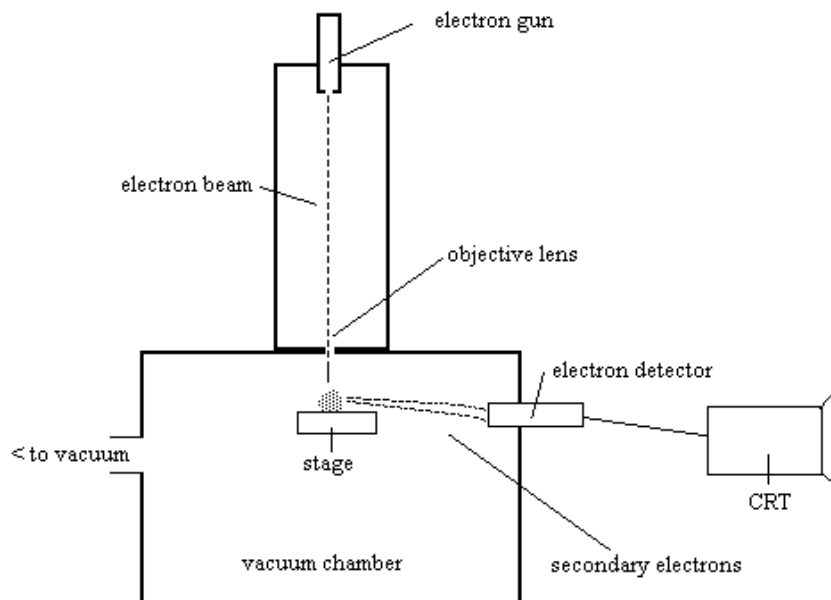 electron gun
electron beam
objective lens
electron detector
< to vacuum
stage
CRT
vacuum chamber
secondary electrons